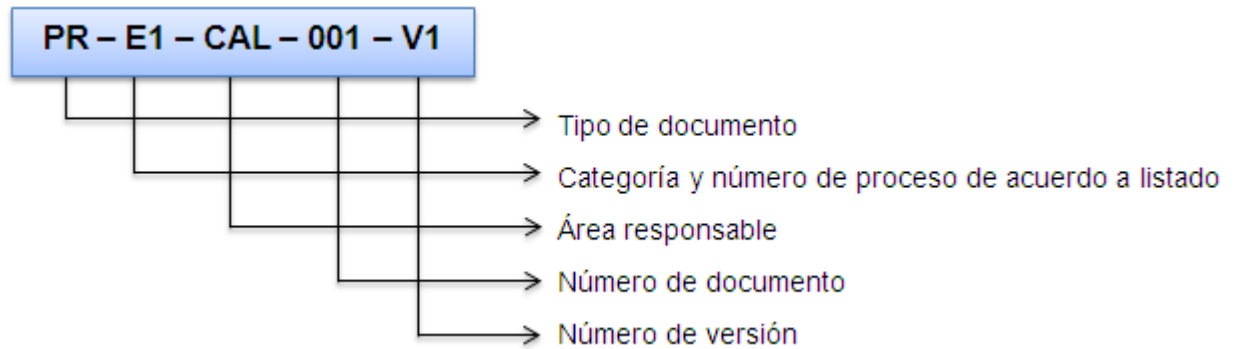 PR – E1 – CAL – 001 – V1
Tipo de documento
Categoría y número de proceso de acuerdo a listado
Área responsable
Número de documento
Número de versión